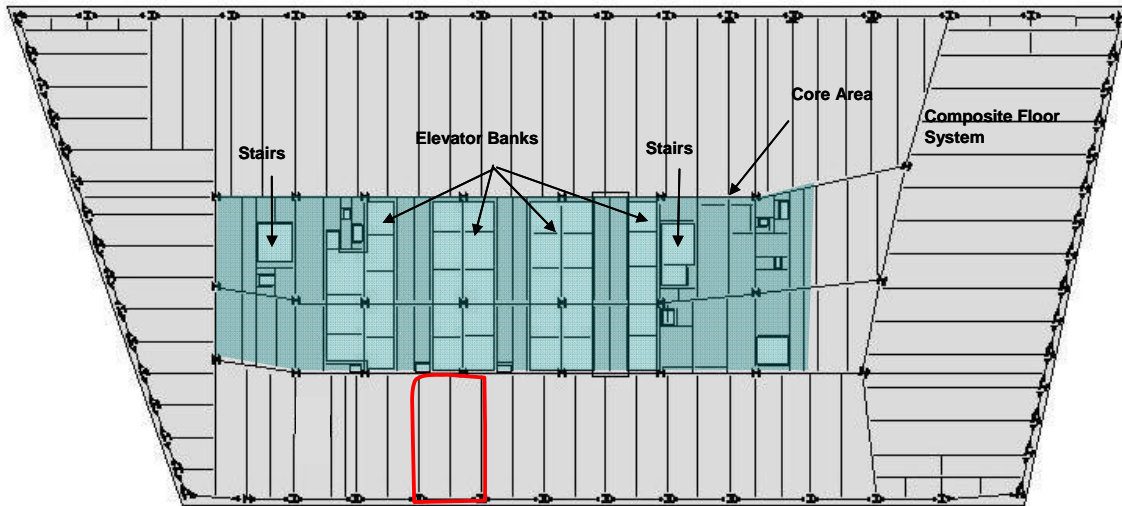 Core Area
Composite Floor
System
Elevator Banks
Stairs
Stairs